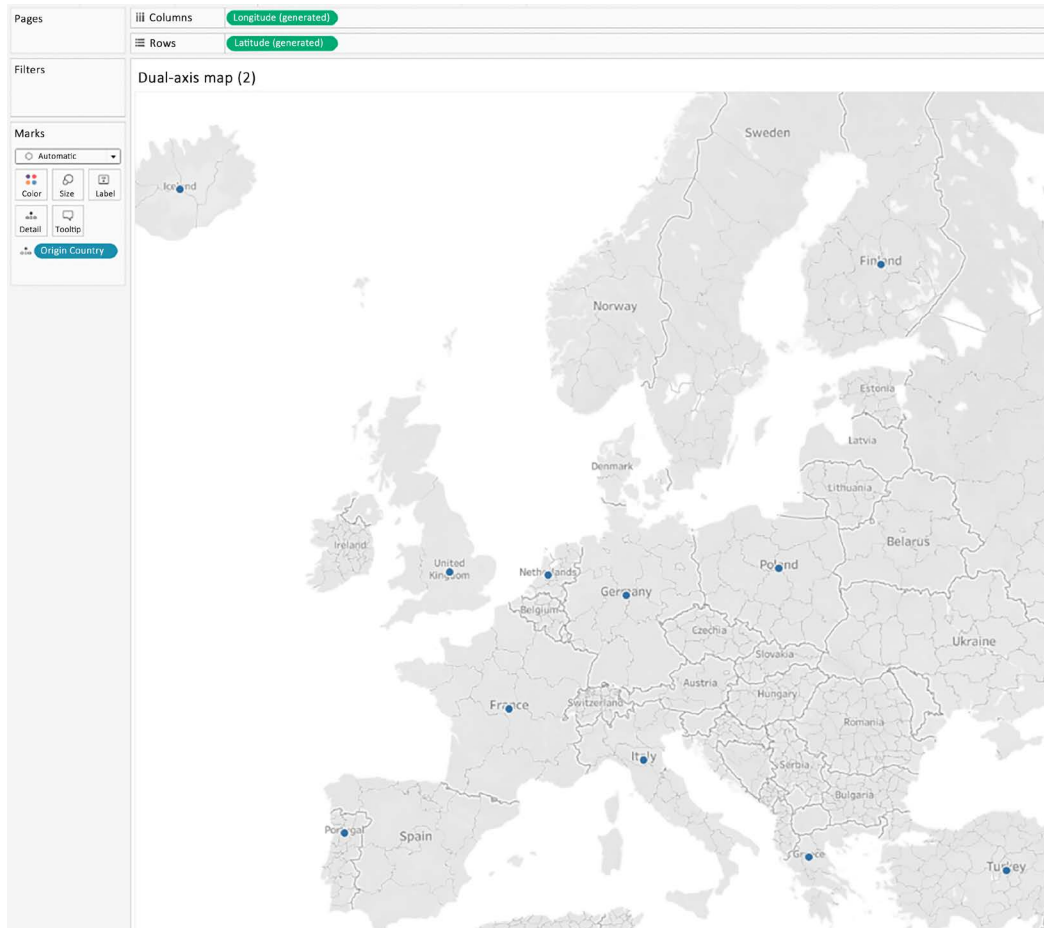 Pages
Columns
Longitude (generated)
Rows
Latitude (generated)
Filters
Dual-axis map (2)
Marks
Automatic
Color
Size
Label
Detail
Tooltip
Origin Country
Sweden
Iceland
Finland
Norway
Estonia
Latvia
Denmark
Lithuania
Belarus
Ireland
United
Kingdom
Netherlands
Poland
Germany
Belgium
Czechia
Ukraine
Slovakia
Austria
Hungary
Switzerland
France
Romania
Italy
Serbia
Bulgaria
Portugal
Spain
Greece
Turkey